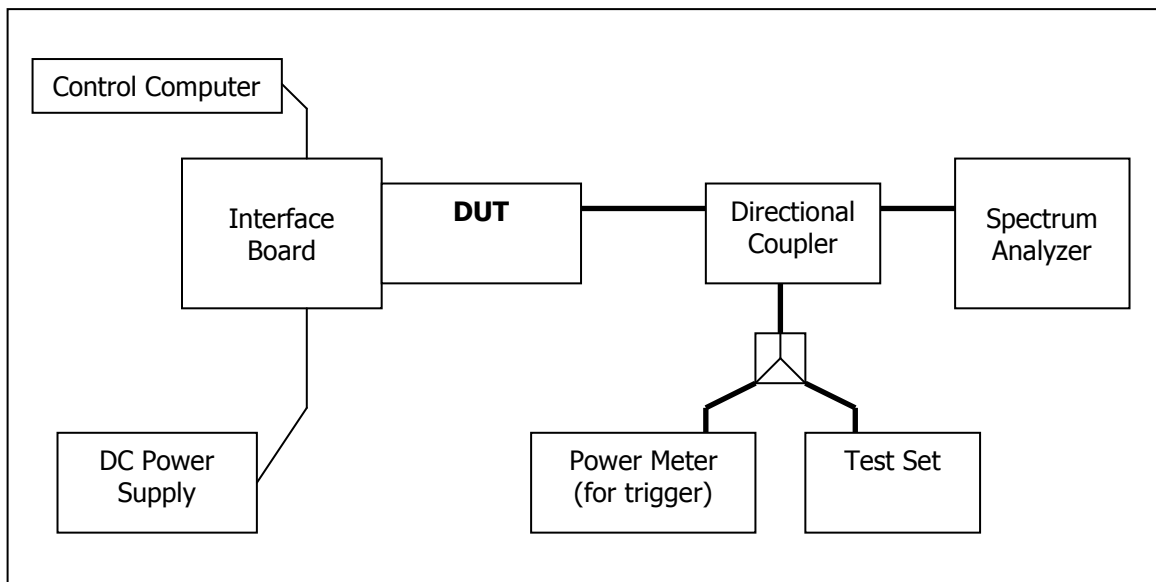 Control Computer
Interface
Board
DUT
Directional
Coupler
Spectrum
Analyzer
DC Power
Supply
Power Meter
(for trigger)
Test Set